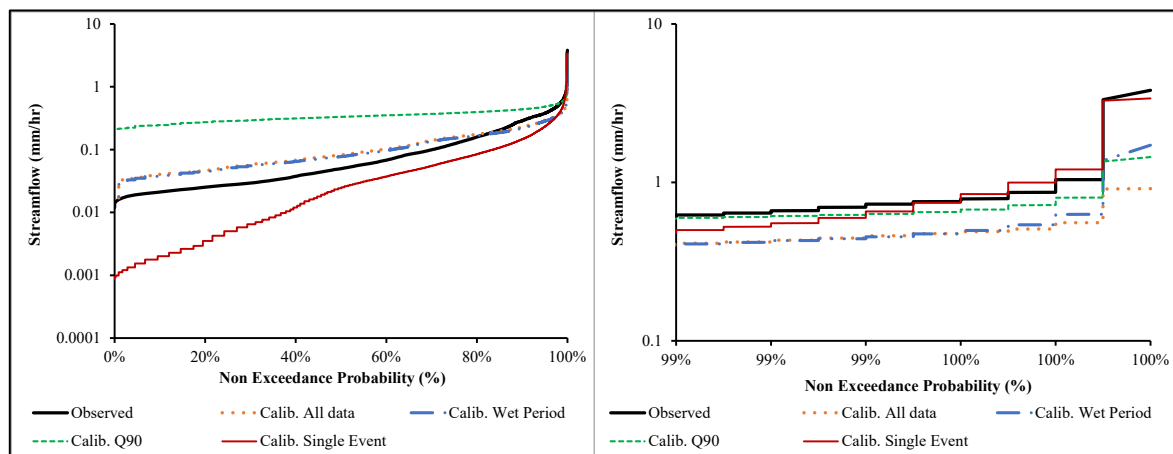 10
1
0.1
0.01
0.001
0.0001
Streamflow (mm/hr)
0% 20% 40% 60% 80% 100%
Non Exceedance Probability (%)
Observed Calib. All data Calib. Wet Period
Calib. Q90 Calib. Single Event
10
1
0.1
Streamflow (mm/hr)
99% 99% 99% 100% 100% 100%
Non Exceedance Probability (%)
Observed Calib. All data Calib. Wet Period
Calib. Q90 Calib. Single Event